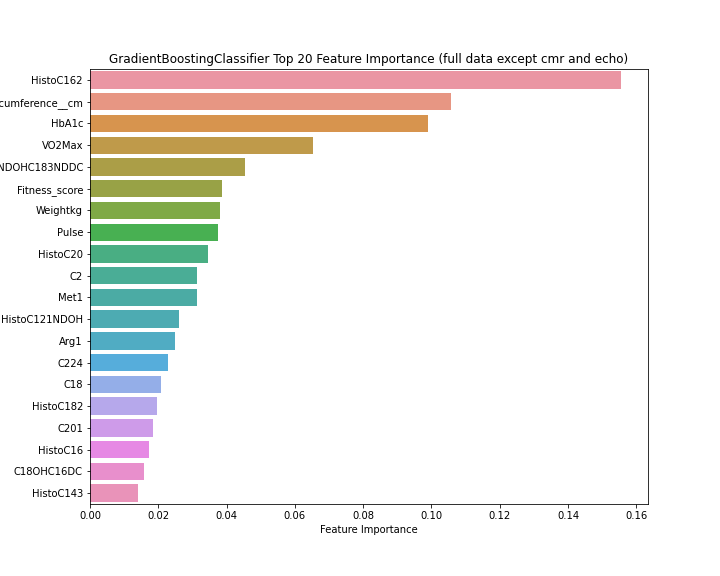 GradientBoostingClassifier Top 20 Feature Importance (full data except cmr and echo)
HistoC162
cumference__cm
HbA1c
VO2Max
NDOHC183NDDC
Fitness_score
Weightkg
Pulse
HistoC20
C2
Met1
HistoC121NDOH
Arg1
C224
C18
HistoC182
C201
HistoC16
C18OHC16DC
HistoC143
0.00 0.02 0.04 0.06 0.08 0.10 0.12 0.14 0.16
Feature Importance